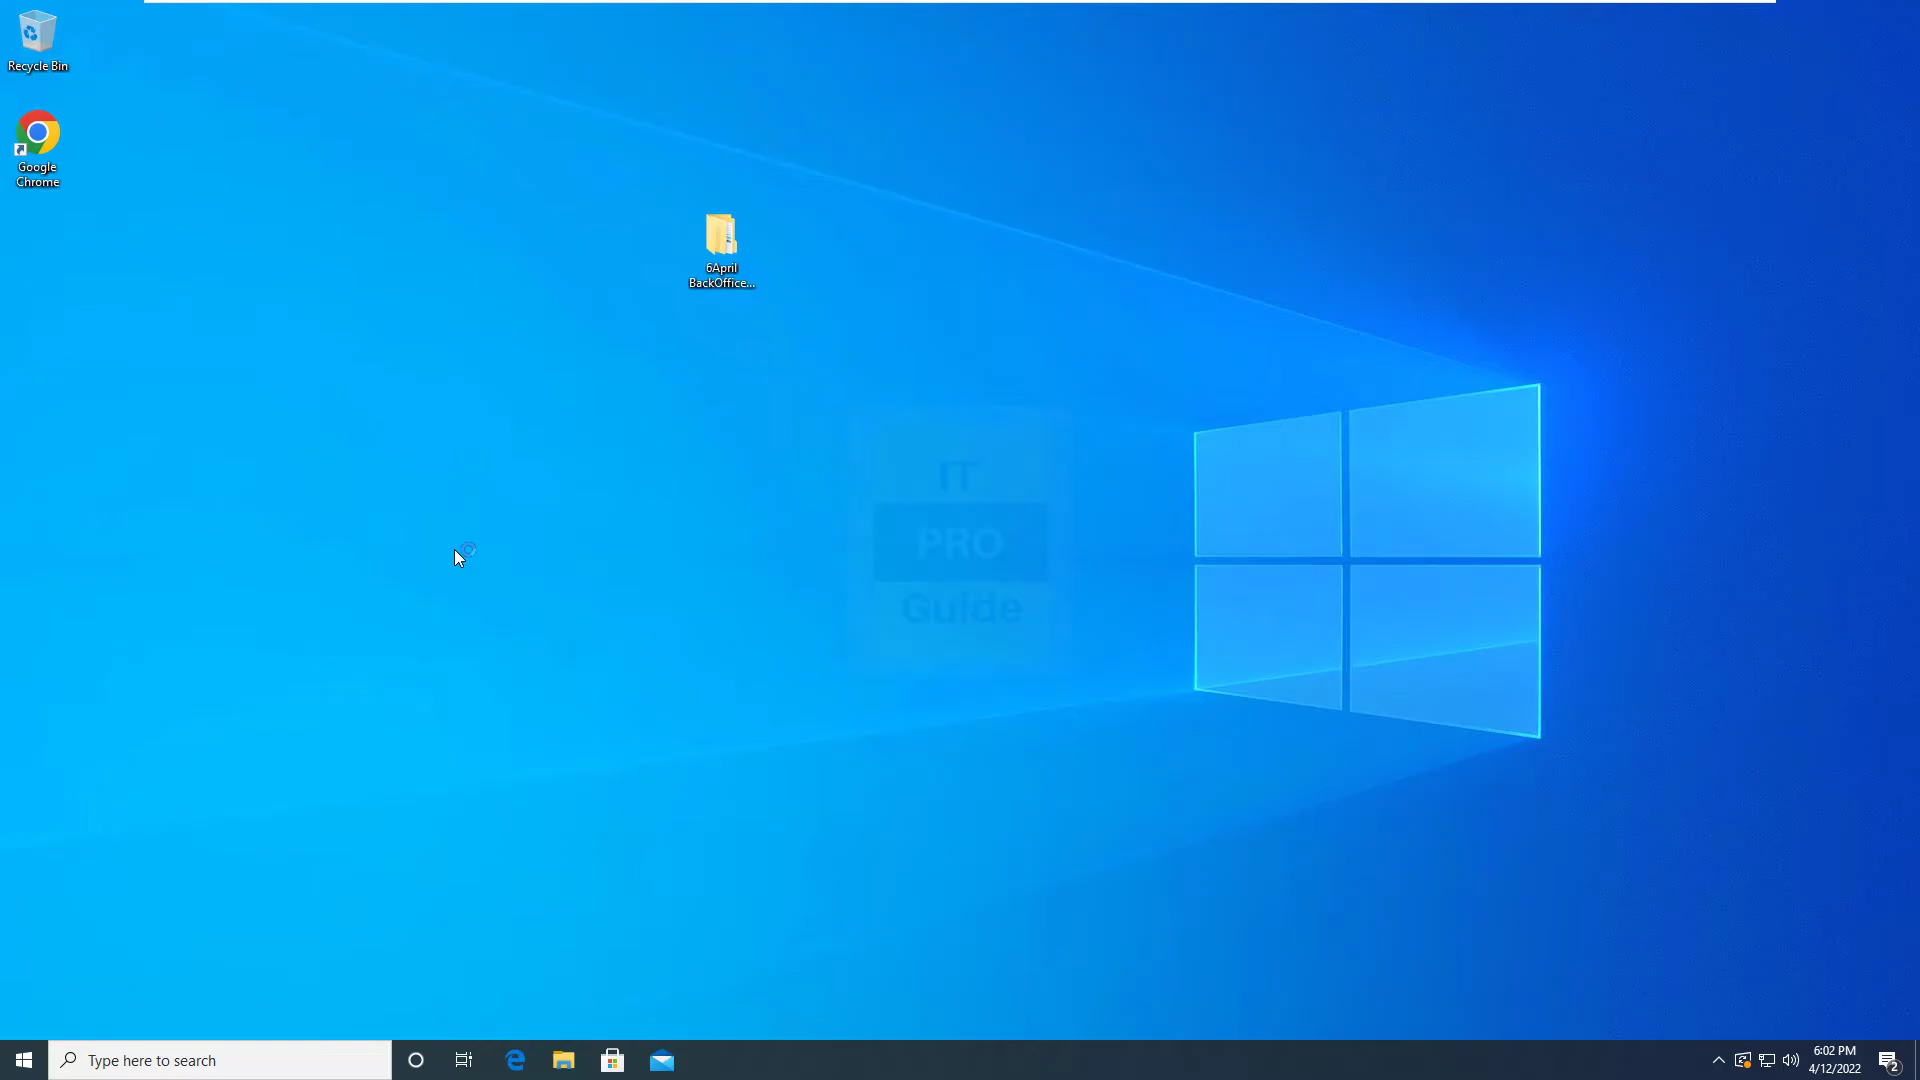 Recycle Bin
Google
Chrome
6April
BackOffice...
IT
PRO
Guide
Type here to search
6:02 PM
4/12/2022
2